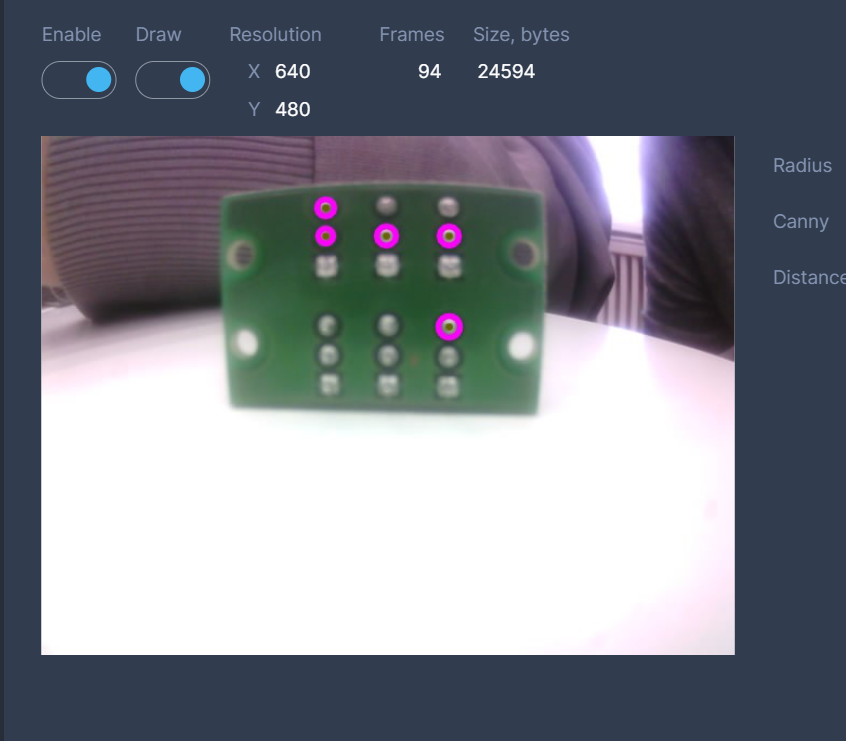 Enable Draw Resolution Frames Size, bytes
X 640 94 24594
Y 480
Radius
Canny
Distance